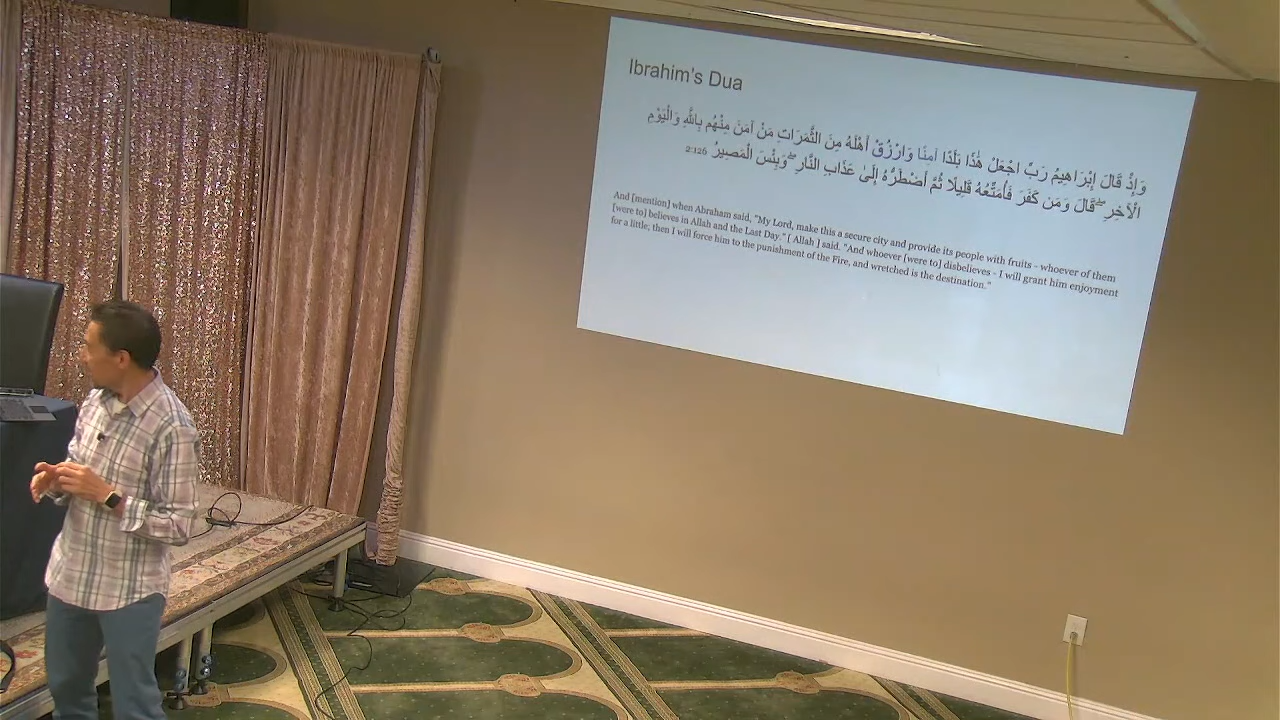 Ibrahim's Dua
وَإِذْ قَالَ إِبْرَاهِيمُ رَبِّ اجْعَلْ هَٰذَا بَلَدًا آمِنًا وَارْزُقْ أَهْلَهُ مِنَ الثَّمَرَاتِ مَنْ آمَنَ مِنْهُم بِاللَّهِ وَالْيَوْمِ
الْآخِرِ ۖ قَالَ وَمَن كَفَرَ فَأُمَتِّعُهُ قَلِيلًا ثُمَّ أَضْطَرُّهُ إِلَىٰ عَذَابِ النَّارِ ۖ وَبِئْسَ الْمَصِيرُ 2:126
And [mention] when Abraham said, "My Lord, make this a secure city and provide its people with fruits - whoever of them
[were to] believes in Allah and the Last Day." [ Allah ] said. "And whoever [were to] disbelieves - I will grant him enjoyment
for a little; then I will force him to the punishment of the Fire, and wretched is the destination."